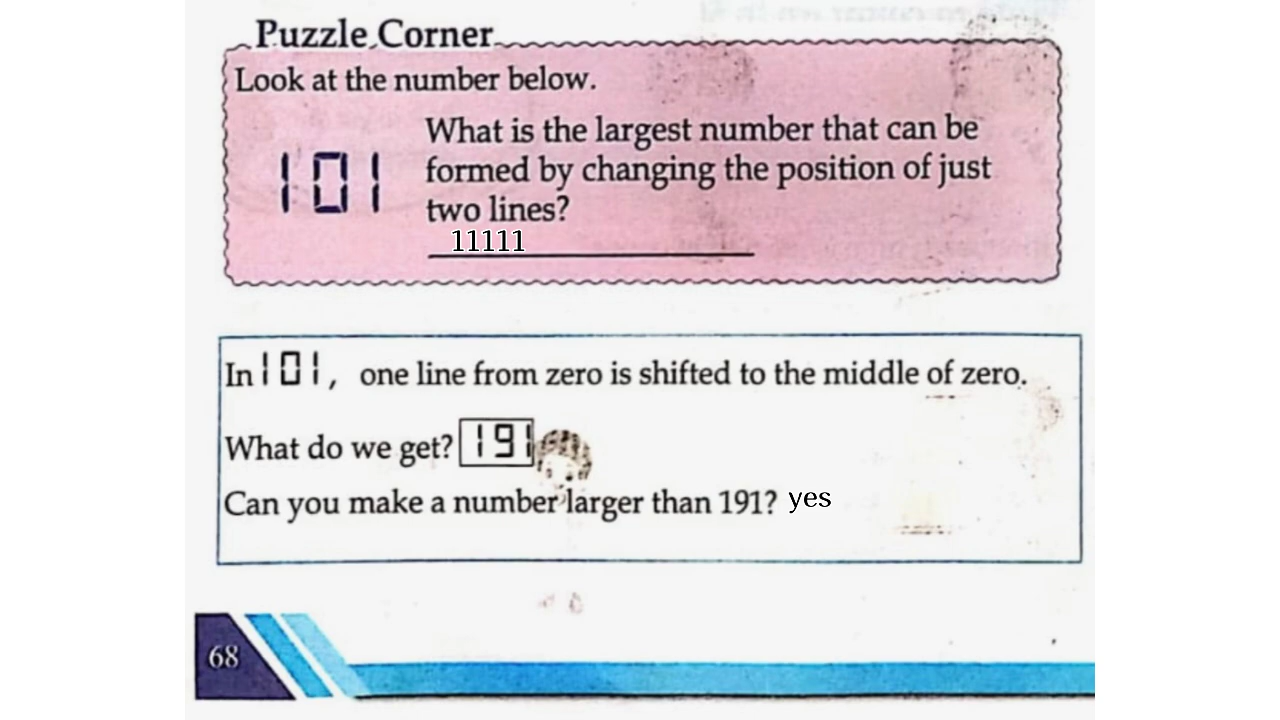 Puzzle Corner
Look at the number below.
101
What is the largest number that can be
formed by changing the position of just
two lines?
11111
In 101, one line from zero is shifted to the middle of zero.
What do we get? 191
Can you make a number larger than 191? yes
68